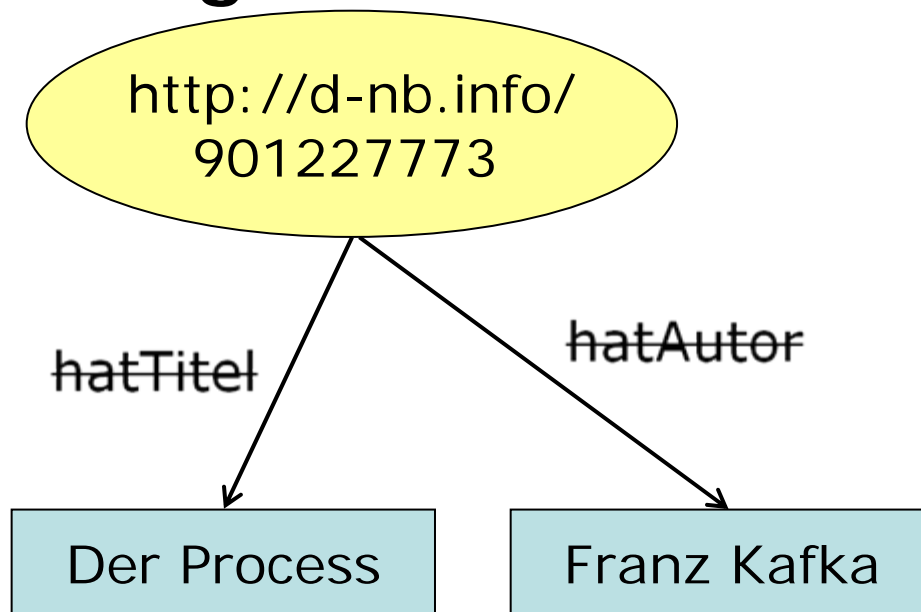 http://d-nb.info/
901227773
hatTitel
hatAutor
Der Process
Franz Kafka